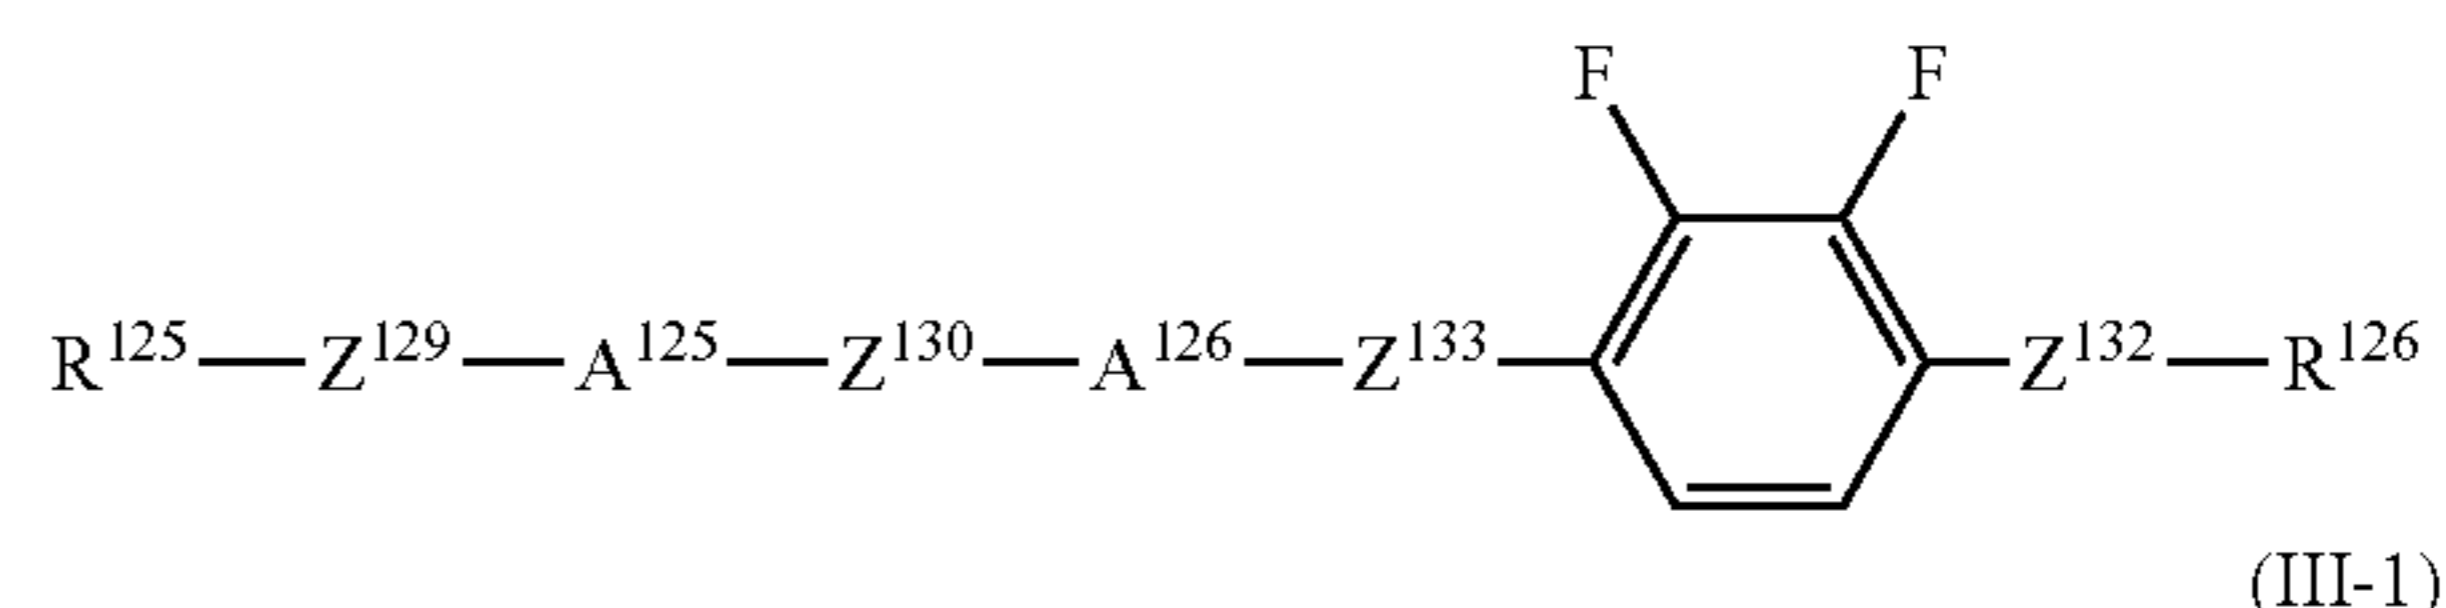 F F
R¹²⁵—Z¹²⁹—A¹²⁵—Z¹³⁰—A¹²⁶—Z¹³³ Z¹³²—R¹²⁶
(III-1)